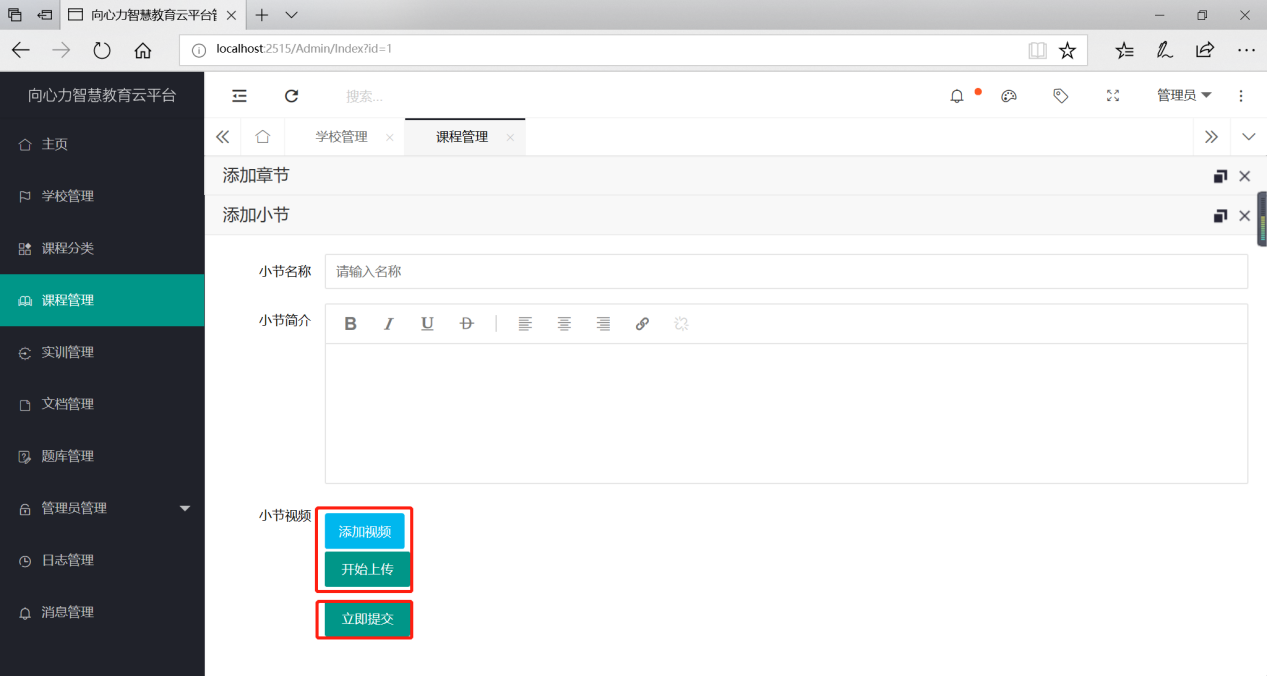 向心力智慧教育云平台管
localhost:2515/Admin/Index?id=1
向心力智慧教育云平台
搜索...
管理员
主页
学校管理
课程分类
课程管理
实训管理
文档管理
题库管理
管理员管理
日志管理
消息管理
学校管理
课程管理
添加章节
添加小节
小节名称
请输入名称
小节简介
B I U D
小节视频
添加视频
开始上传
立即提交